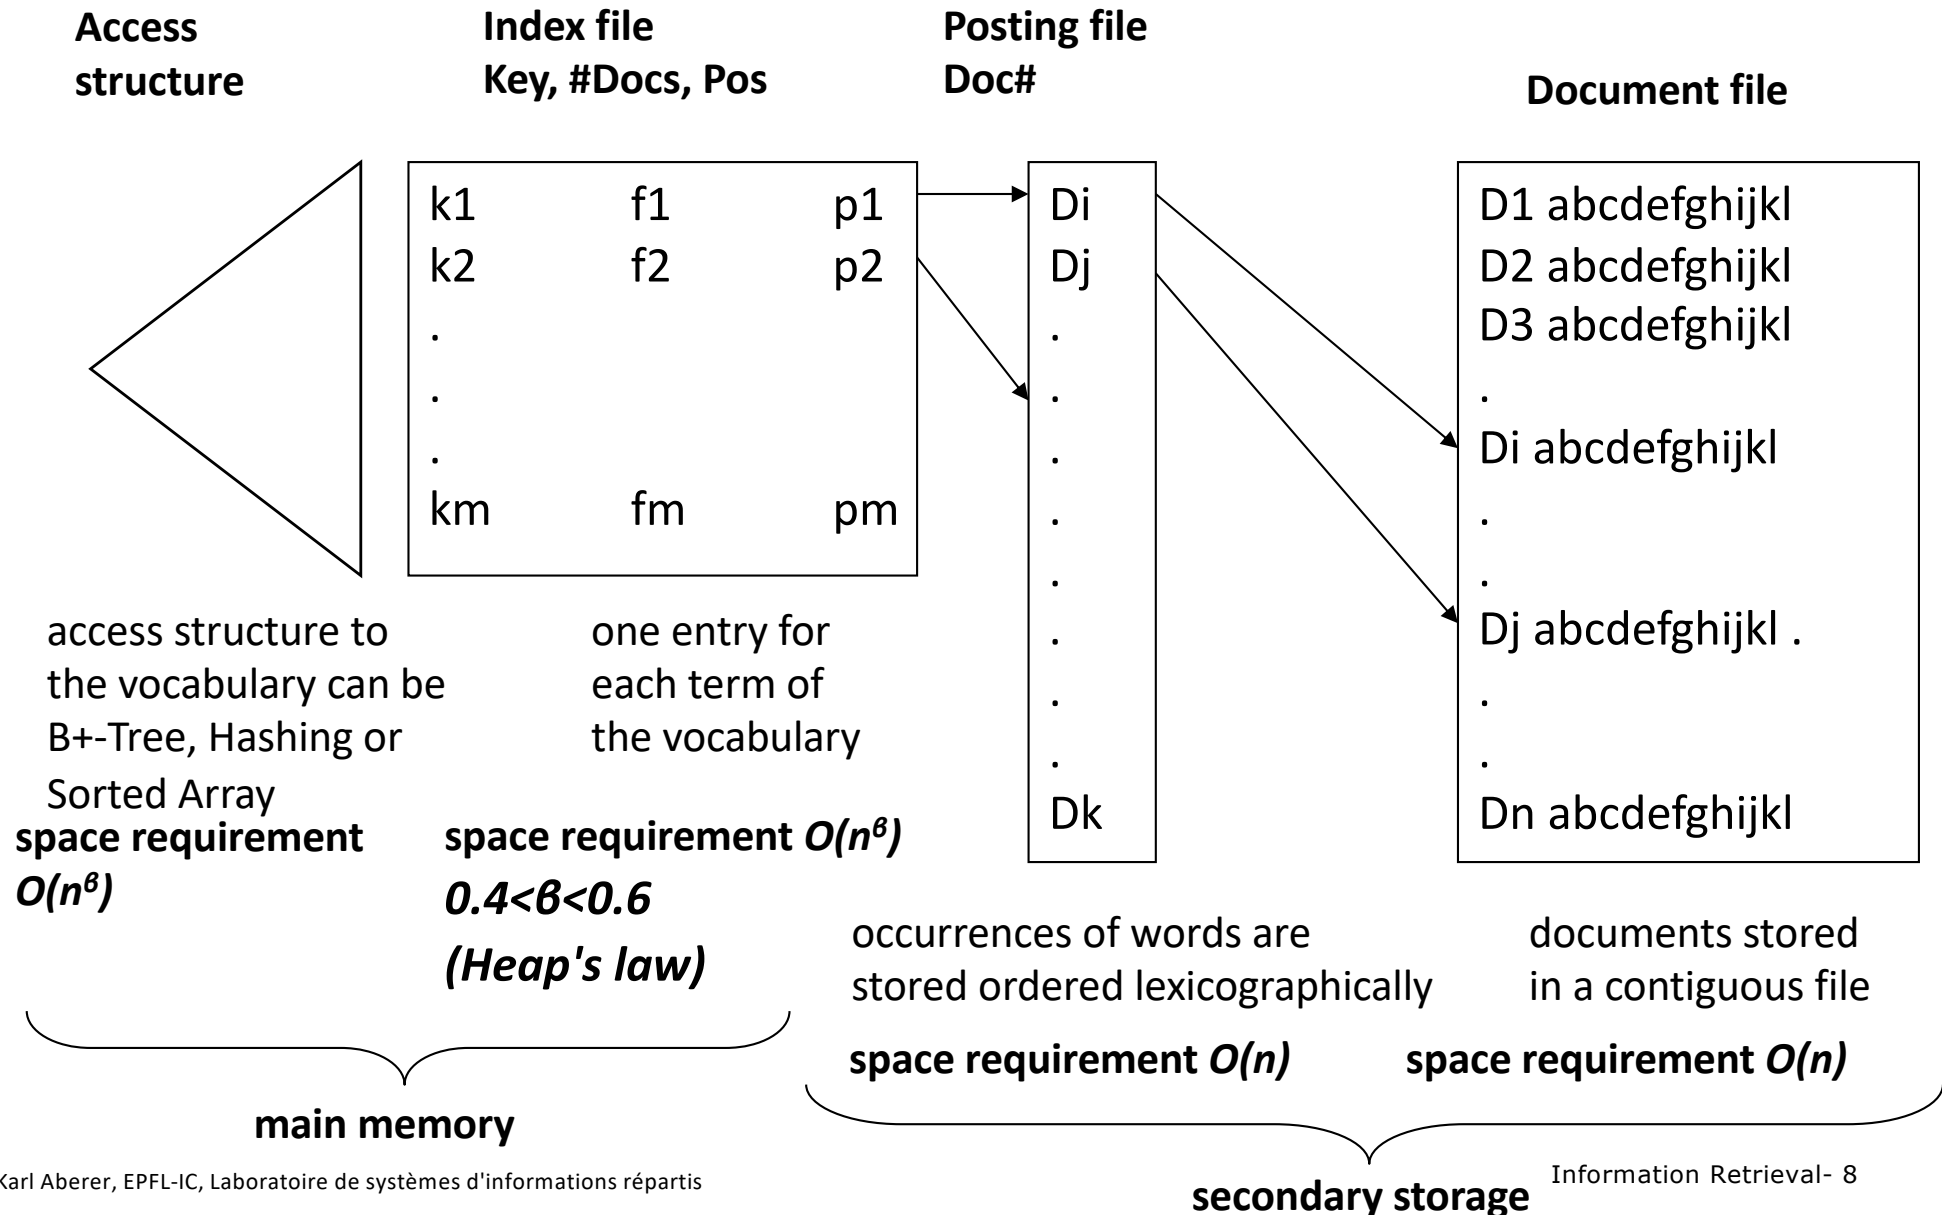 Access
structure
Index file
Key, #Docs, Pos
Posting file
Doc#
Document file
k1 f1 p1
k2 f2 p2
.
.
.
km fm pm
Di
Dj
.
.
.
.
.
.
.
.
Dk
D1 abcdefghijkl
D2 abcdefghijkl
D3 abcdefghijkl
.
Di abcdefghijkl
.
.
Dj abcdefghijkl .
.
.
Dn abcdefghijkl
access structure to
the vocabulary can be
B+-Tree, Hashing or
Sorted Array
space requirement
O(nᵝ)
one entry for
each term of
the vocabulary
space requirement O(nᵝ)
0.4<β<0.6
(Heap's law)
occurrences of words are
stored ordered lexicographically
space requirement O(n)
documents stored
in a contiguous file
space requirement O(n)
main memory
secondary storage
Karl Aberer, EPFL-IC, Laboratoire de systèmes d'informations répartis
Information Retrieval- 8